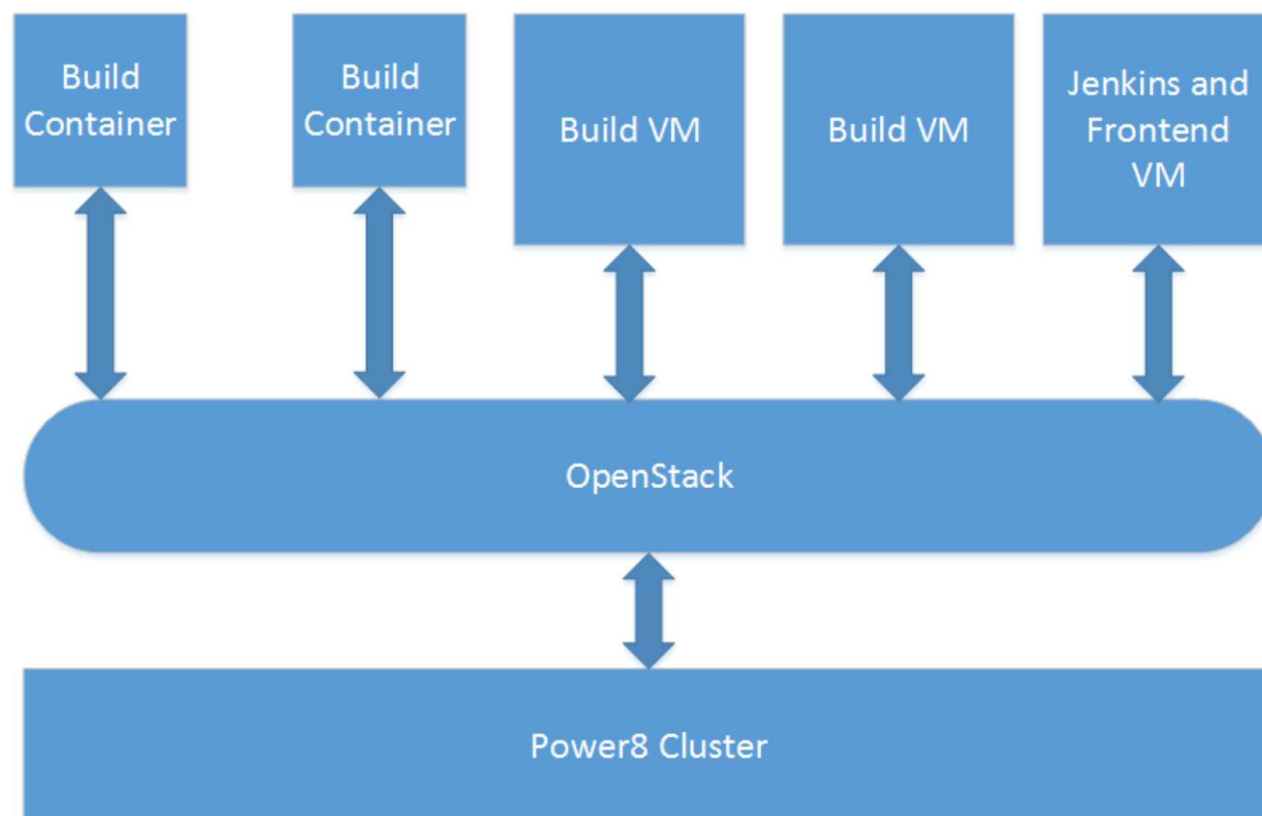 Build
Container
Build
Container
Build VM
Build VM
Jenkins and
Frontend
VM
OpenStack
Power8 Cluster